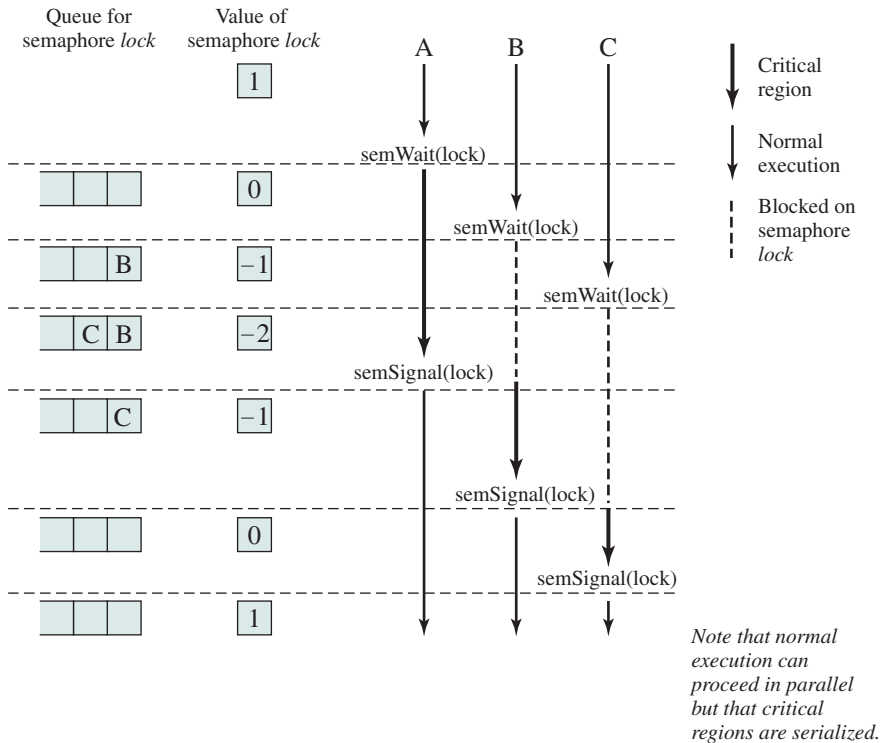 Queue for
semaphore lock
Value of
semaphore lock
A
B
C
1
Critical
region
Normal
execution
semWait(lock)
0
Blocked on
semaphore
lock
semWait(lock)
B
–1
semWait(lock)
C B
–2
semSignal(lock)
C
–1
semSignal(lock)
0
semSignal(lock)
1
Note that normal
execution can
proceed in parallel
but that critical
regions are serialized.